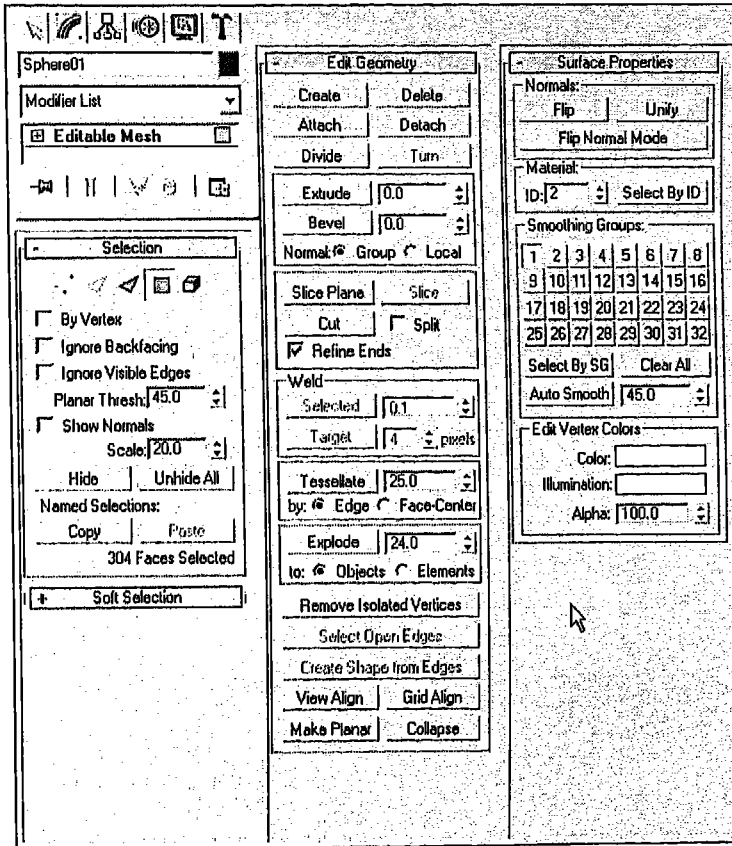 Sphere01
Modifier List
Editable Mesh
- Selection
By Vertex
Ignore Backfacing
Ignore Visible Edges
Planar Thresh: 45.0
Show Normals
Scale: 20.0
Hide Unhide All
Named Selections:
Copy Paste
304 Faces Selected
+ Soft Selection
- Edit Geometry
Create Delete
Attach Detach
Divide Turn
Extrude 0.0
Bevel 0.0
Normal: Group Local
Slice Plane Slice
Cut Split
Refine Ends
Weld
Selected 0.1
Target 4 pixels
Tessellate 25.0
by: Edge Face-Center
Explode 24.0
to: Objects Elements
Remove Isolated Vertices
Select Open Edges
Create Shape from Edges
View Align Grid Align
Make Planar Collapse
- Surface Properties
Normals:
Flip Unify
Flip Normal Mode
Material:
ID: 2 Select By ID
Smoothing Groups:
1 2 3 4 5 6 7 8
9 10 11 12 13 14 15 16
17 18 19 20 21 22 23 24
25 26 27 28 29 30 31 32
Select By SG Clear All
Auto Smooth 45.0
Edit Vertex Colors
Color:
Illumination:
Alpha: 100.0